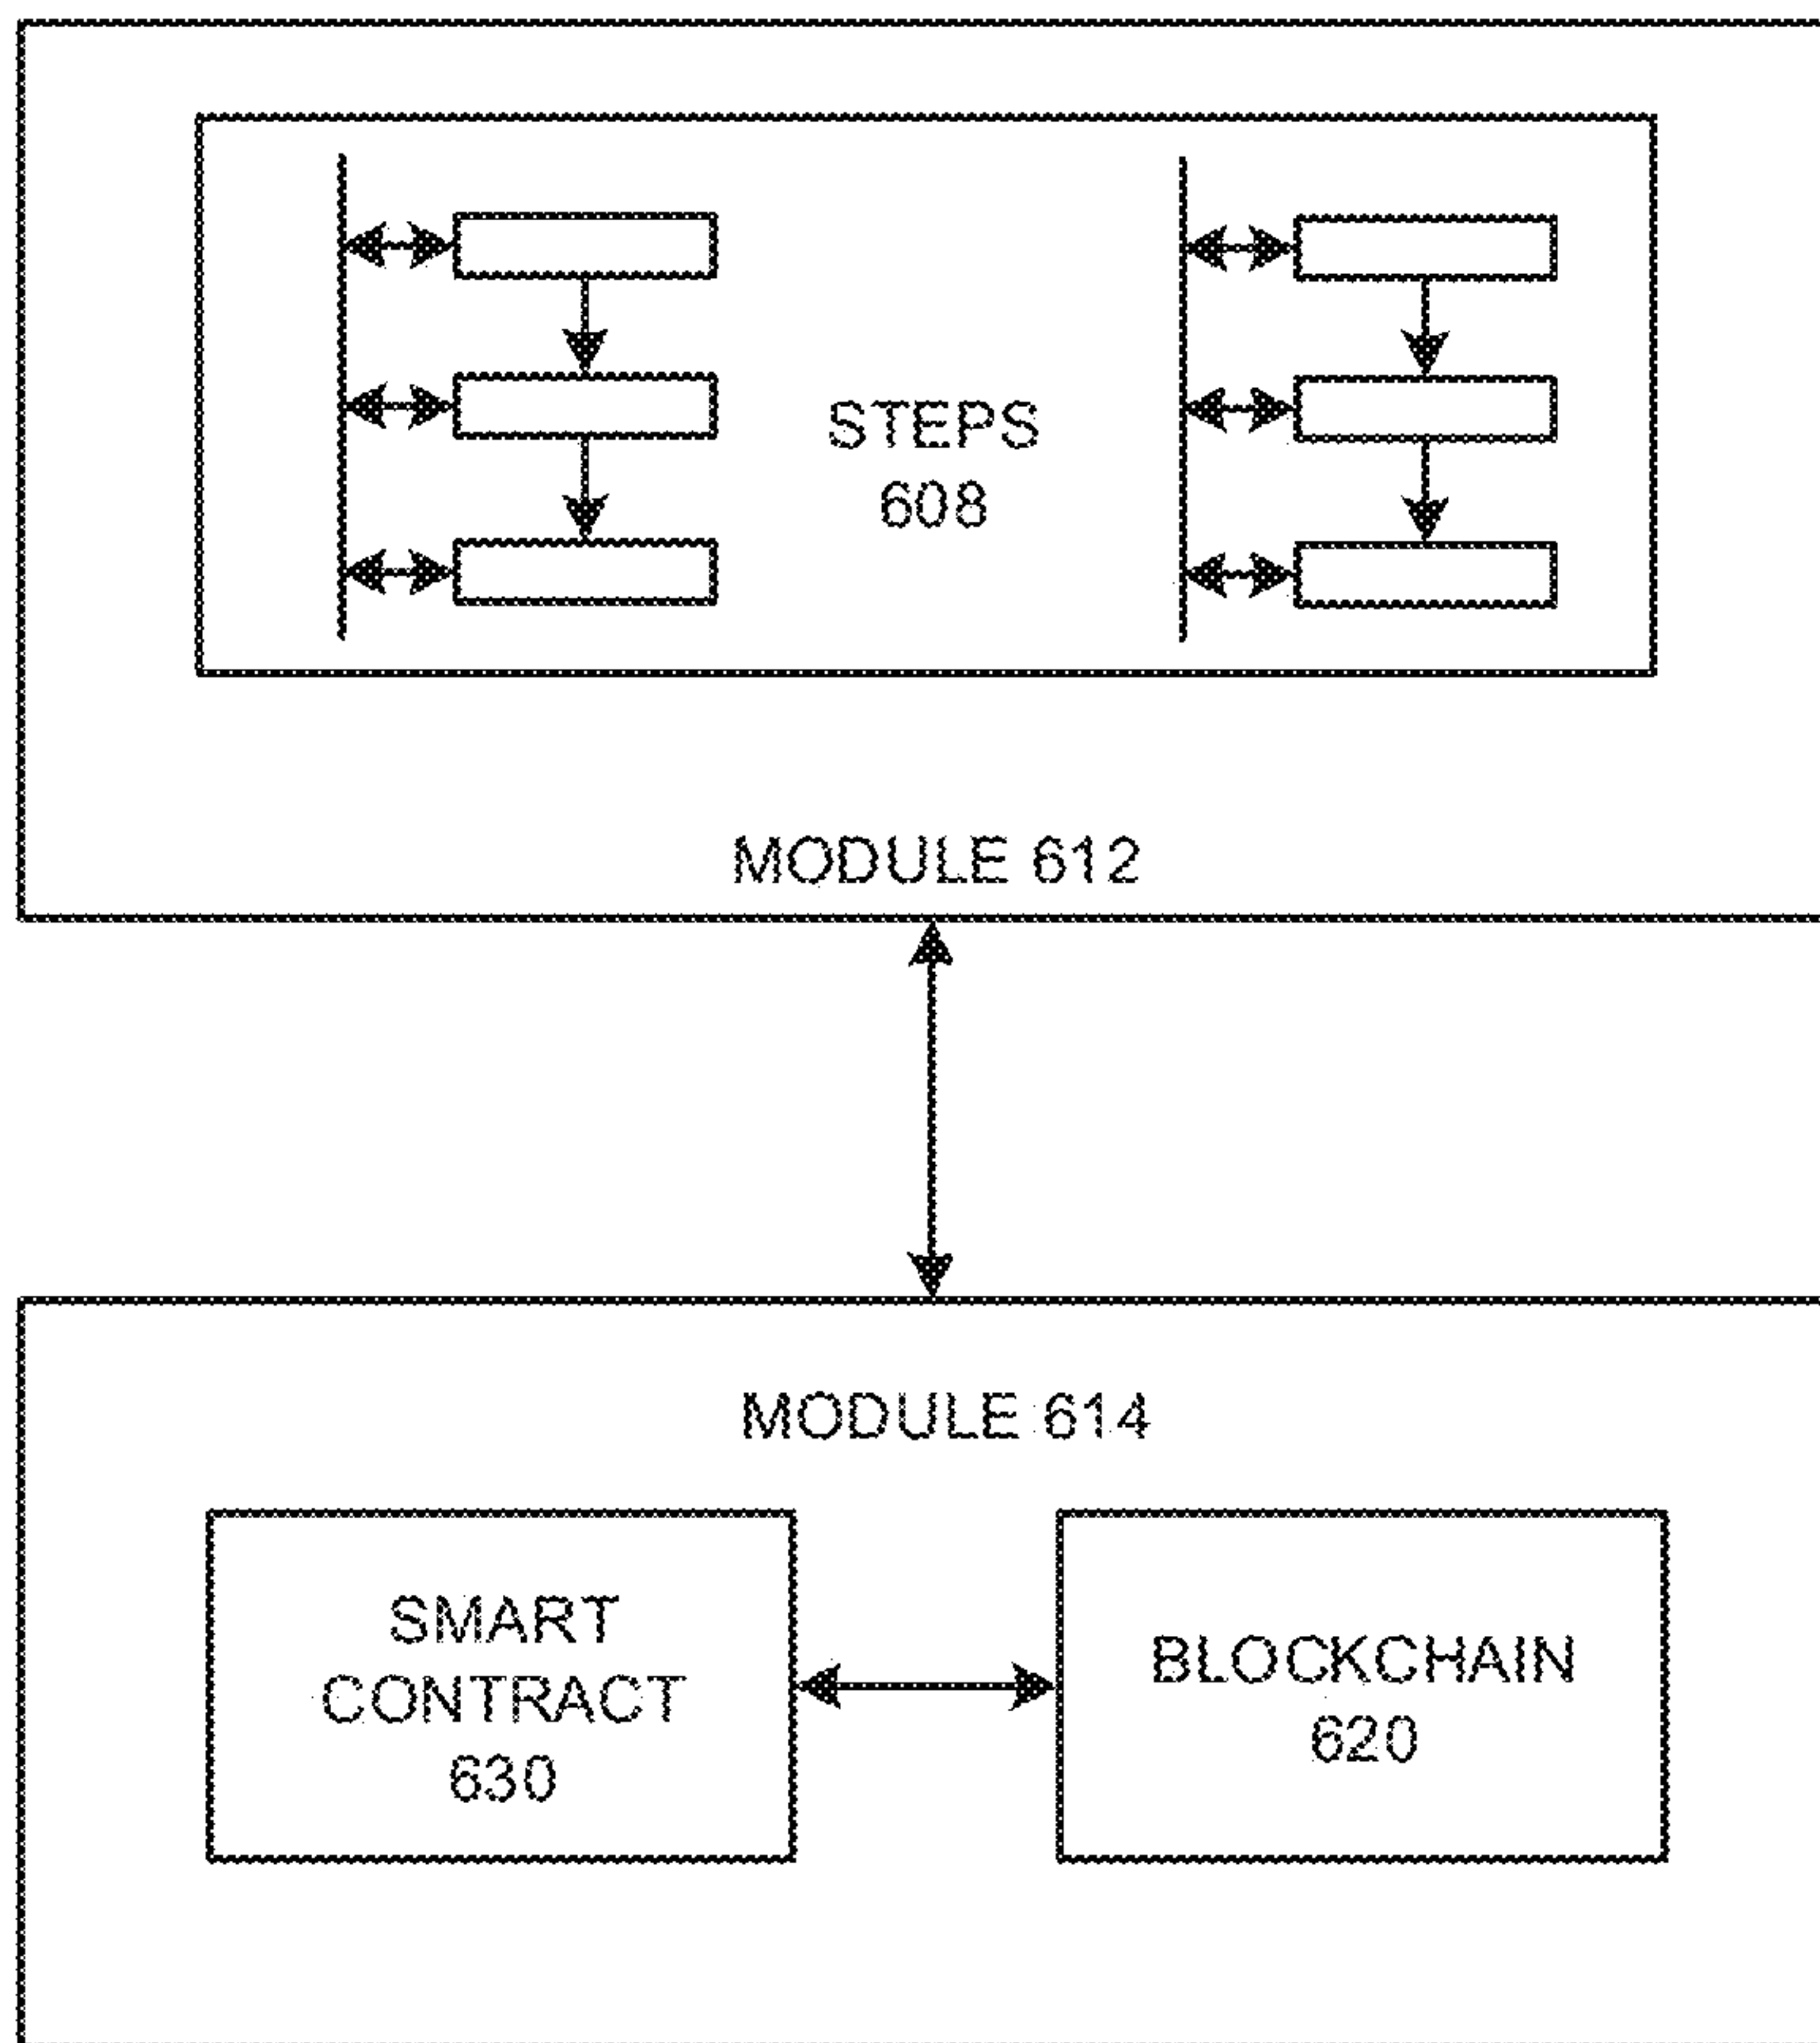 STEPS
608
MODULE 612
MODULE 614
SMART
CONTRACT
630
BLOCKCHAIN
620